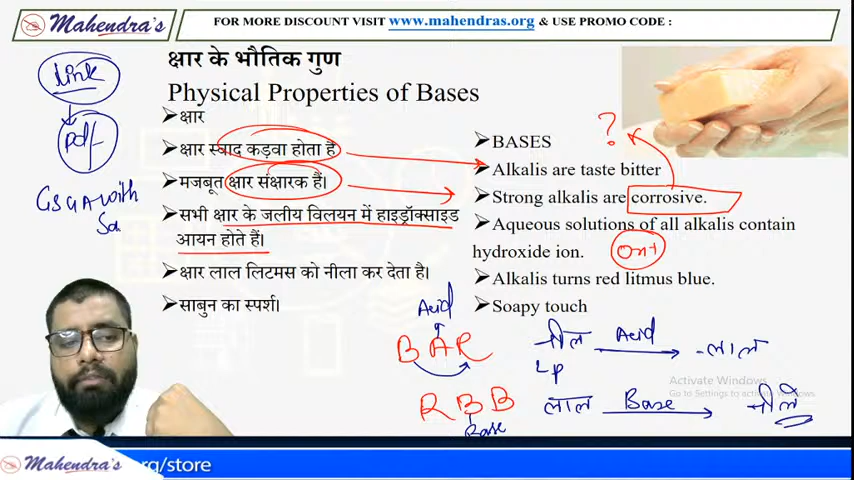 Mahendra's
FOR MORE DISCOUNT VISIT www.mahendras.org & USE PROMO CODE :
link
pdf
GS GA with
क्षार के भौतिक गुण
Physical Properties of Bases
➤क्षार
➤क्षार स्वाद कड़वा होता है
➤मजबूत क्षार संक्षारक हैं।
➤सभी क्षार के जलीय विलयन में हाइड्रॉक्साइड
आयन होते हैं।
➤क्षार लाल लिटमस को नीला कर देता है।
➤साबुन का स्पर्श।
?
➤BASES
➤Alkalis are taste bitter
➤Strong alkalis are corrosive.
➤Aqueous solutions of all alkalis contain
hydroxide ion.
➤Alkalis turns red litmus blue.
➤Soapy touch
Acid
BAR
नील Acid लाल
LP
RBB
Base
लाल Base नील
Activate Windows
Go to Settings to activate Windows.
Mahendra's
org/store